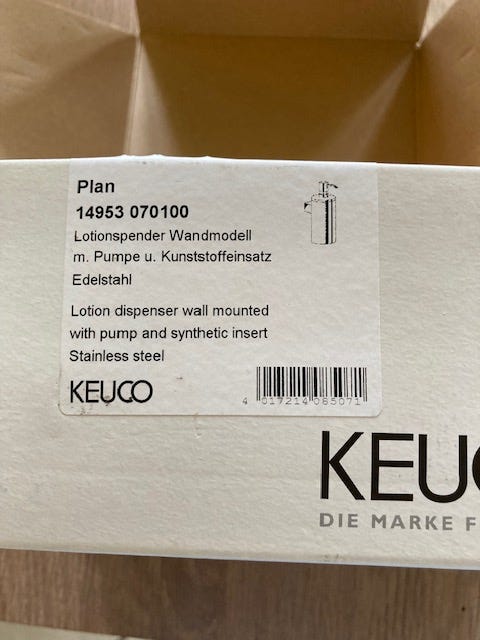 Plan
14953 070100
Lotionspender Wandmodell
m. Pumpe u. Kunststoffeinsatz
Edelstahl
Lotion dispenser wall mounted
with pump and synthetic insert
Stainless steel
KEUCO
4 017214 065071
KEUC
DIE MARKE F